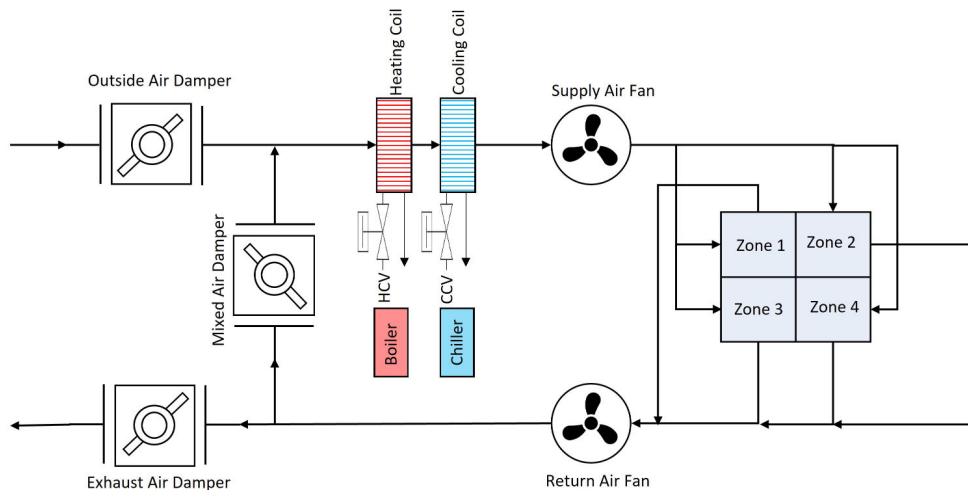 Outside Air Damper
Heating Coil
Cooling Coil
Supply Air Fan
Mixed Air Damper
HCV
CCV
Boiler
Chiller
Zone 1
Zone 2
Zone 3
Zone 4
Exhaust Air Damper
Return Air Fan